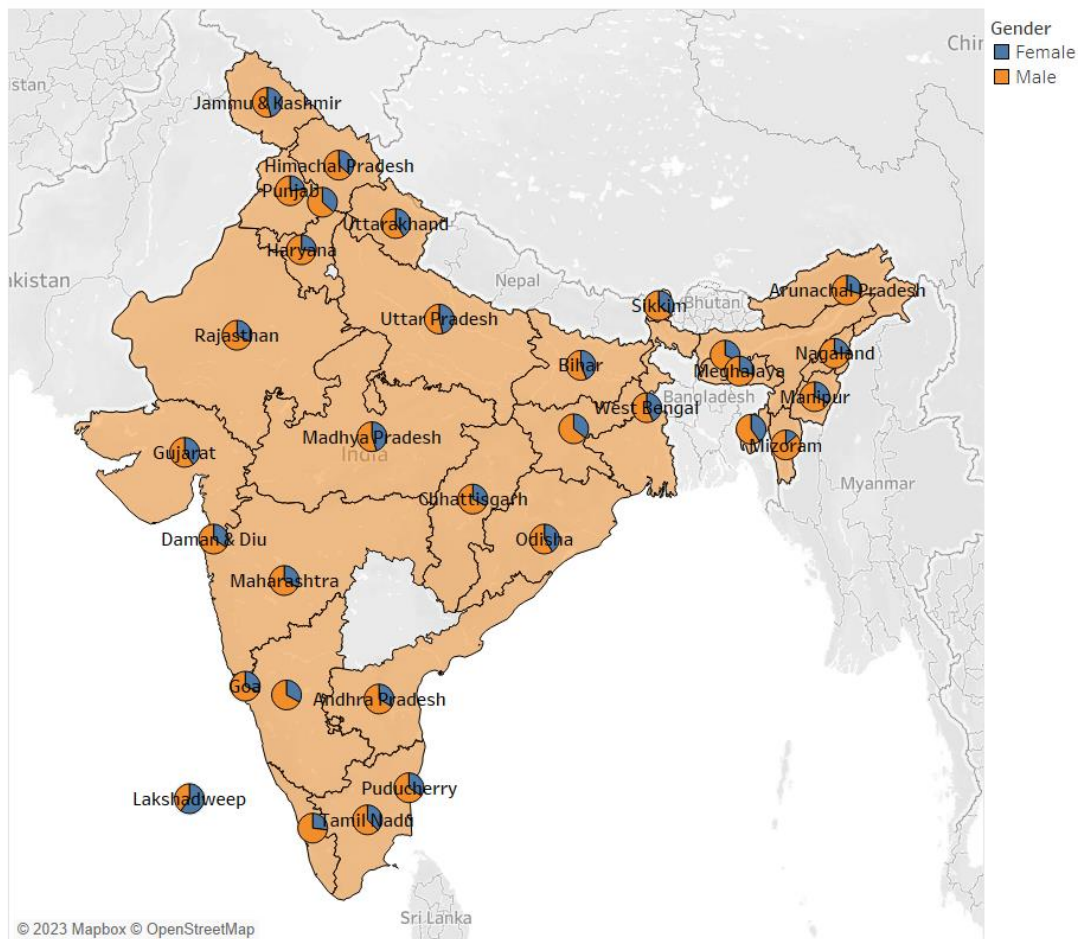 Gender
Female
Male
Chin
istan
Jammu & Kashmir
Himachal Pradesh
Punjab
Uttarakhand
Haryana
akistan
Nepal
Sikkim
Bhutan
Arunachal Pradesh
Rajasthan
Uttar Pradesh
Bihar
Nagaland
Meghalaya
Manipur
West Bengal
Bangladesh
Madhya Pradesh
India
Gujarat
Mizoram
Myanmar
Chhattisgarh
Daman & Diu
Odisha
Maharashtra
Goa
Andhra Pradesh
Lakshadweep
Puducherry
Tamil Nadu
Sri Lanka
© 2023 Mapbox © OpenStreetMap